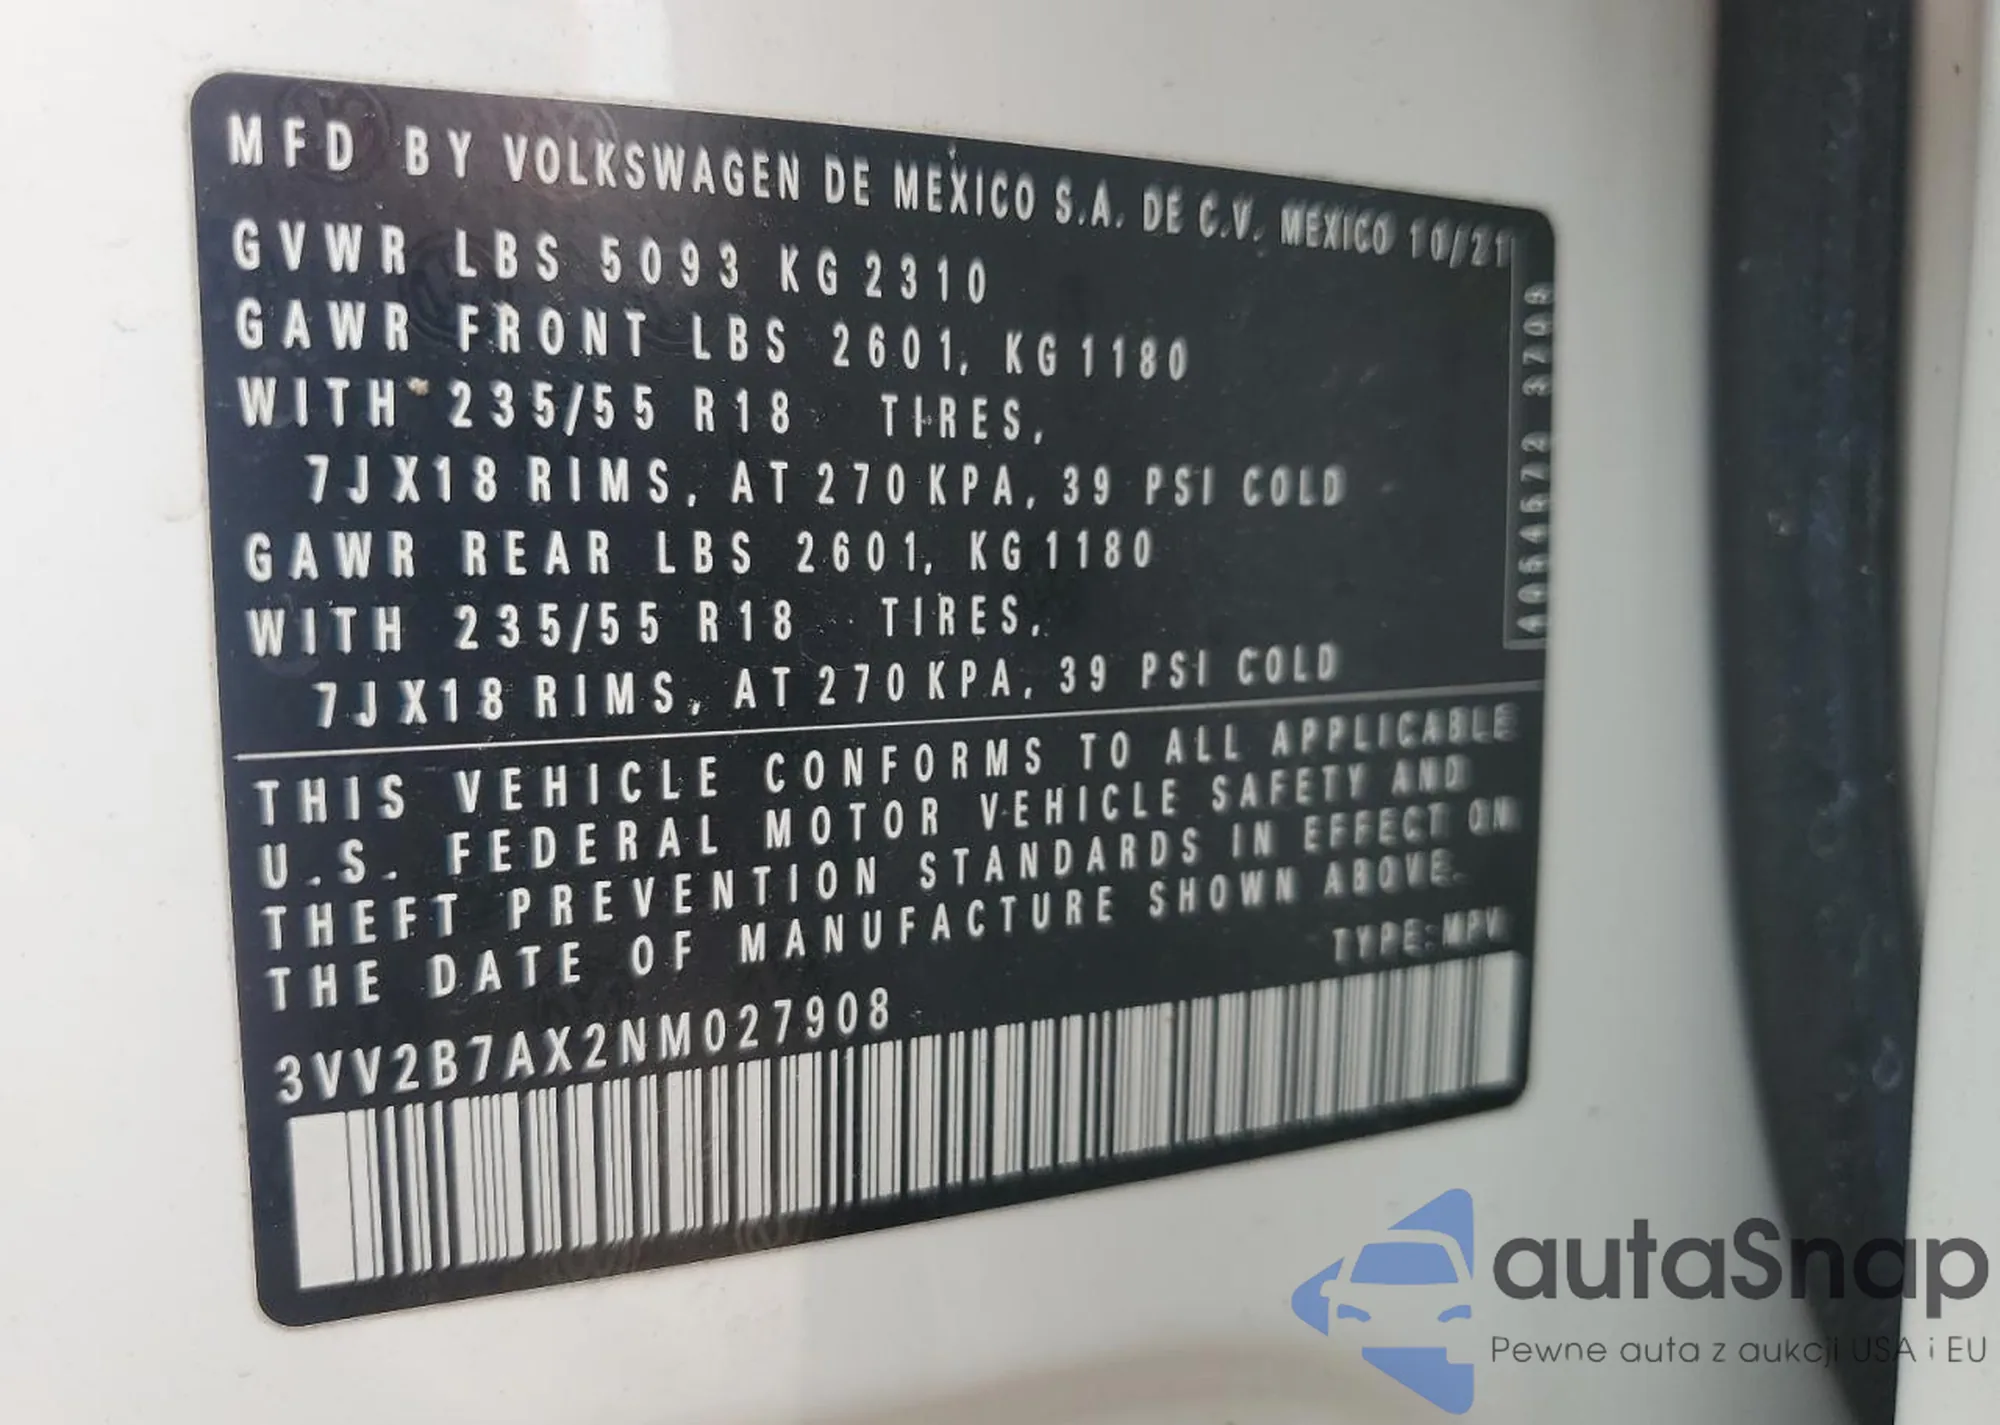 MFD BY VOLKSWAGEN DE MEXICO S.A. DE C.V. MEXICO 10/21
GVWR LBS 5093 KG 2310
GAWR FRONT LBS 2601, KG 1180
WITH 235/55 R18 TIRES,
7JX18 RIMS, AT 270 KPA, 39 PSI COLD
GAWR REAR LBS 2601, KG 1180
WITH 235/55 R18 TIRES,
7JX18 RIMS, AT 270 KPA, 39 PSI COLD
THIS VEHICLE CONFORMS TO ALL APPLICABLE
U.S. FEDERAL MOTOR VEHICLE SAFETY AND
THEFT PREVENTION STANDARDS IN EFFECT ON
THE DATE OF MANUFACTURE SHOWN ABOVE.
TYPE: MPV
3VV2B7AX2NM027908
autaSnap
Pewne auta z aukcji USA i EU